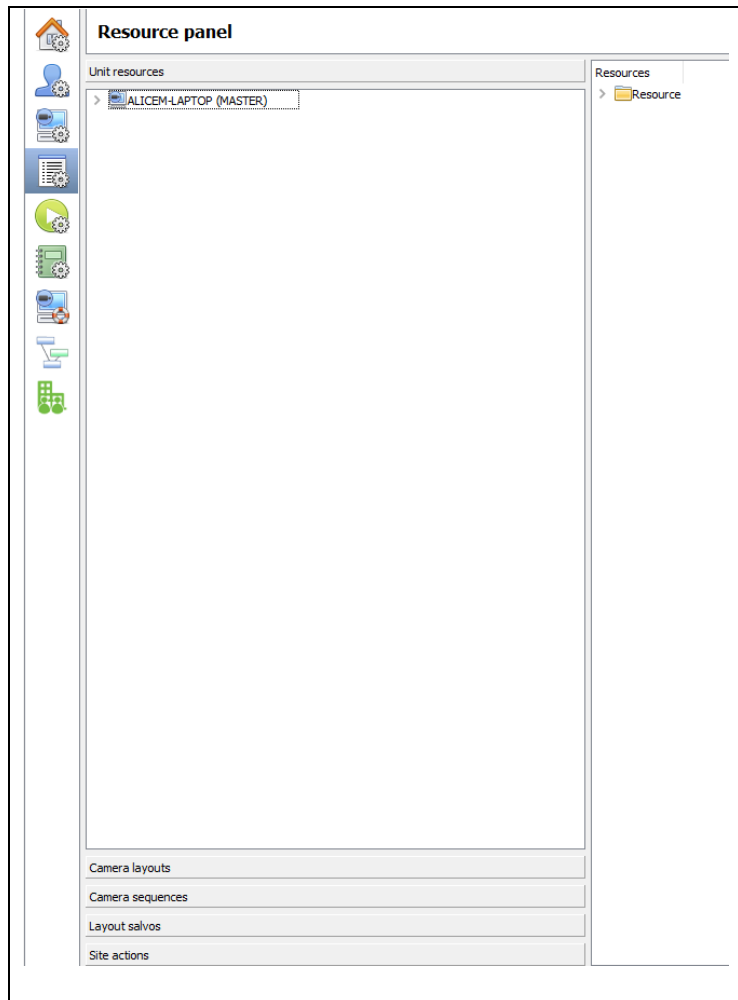 Resource panel
Unit resources
ALICEM-LAPTOP (MASTER)
Camera layouts
Camera sequences
Layout salvos
Site actions
Resources
Resource